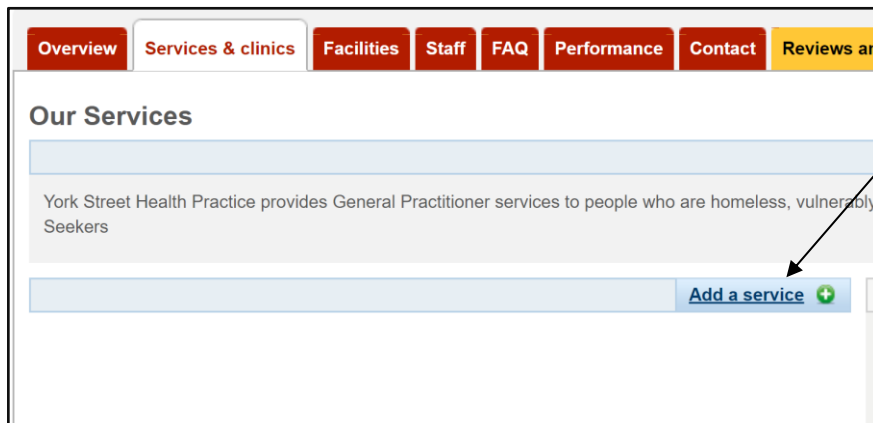 Overview Services & clinics Facilities Staff FAQ Performance Contact Reviews
Our Services
York Street Health Practice provides General Practitioner services to people who are homeless, vulnerably
Seekers
Add a service